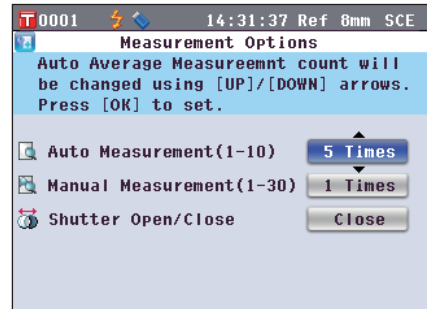 T 0001 14:31:37 Ref 8mm SCE
Measurement Options
Auto Average Measureemnt count will
be changed using [UP]/[DOWN] arrows.
Press [OK] to set.
Auto Measurement(1-10) 5 Times
Manual Measurement(1-30) 1 Times
Shutter Open/Close Close